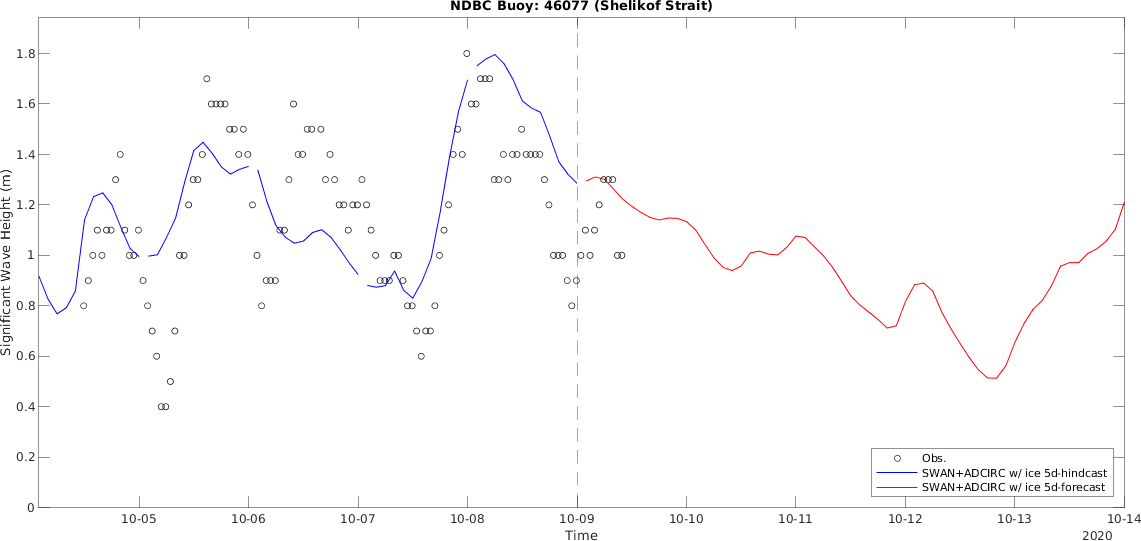 NDBC Buoy: 46077 (Shelikof Strait)
Significant Wave Height (m)
1.8
1.6
1.4
1.2
1
0.8
0.6
0.4
0.2
0
Obs.
SWAN+ADCIRC w/ ice 5d-hindcast
SWAN+ADCIRC w/ ice 5d-forecast
10-05 10-06 10-07 10-08 10-09 10-10 10-11 10-12 10-13 10-14
Time
2020